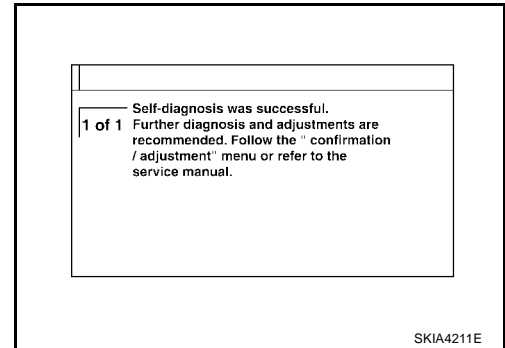 Self-diagnosis was successful.
1 of 1 Further diagnosis and adjustments are
recommended. Follow the " confirmation
/ adjustment" menu or refer to the
service manual.
SKIA4211E